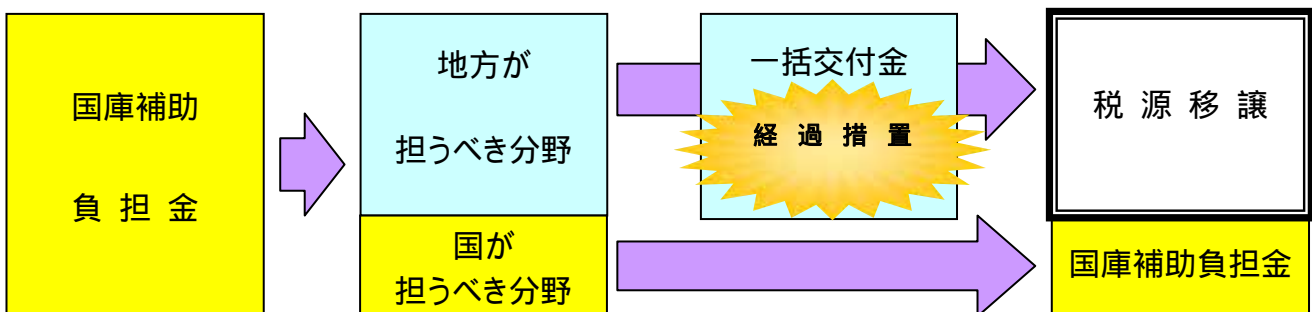 国庫補助
負担金
地方が
担うべき分野
国が
担うべき分野
一括交付金
経過措置
税源移譲
国庫補助負担金